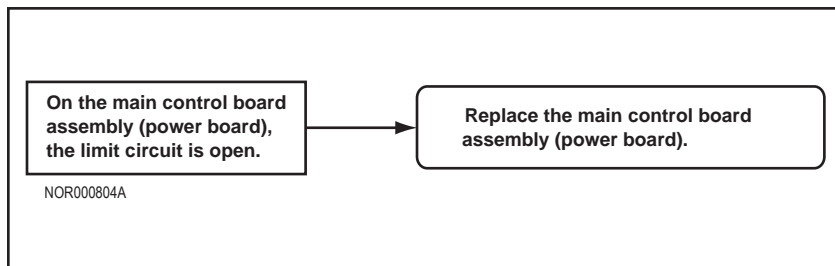 On the main control board
assembly (power board),
the limit circuit is open.
Replace the main control board
assembly (power board).
NOR000804A